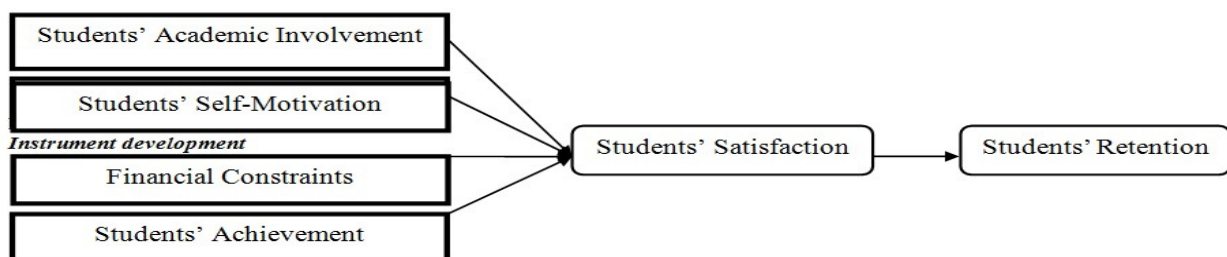 Students’ Academic Involvement
Students’ Self-Motivation
Instrument development
Financial Constraints
Students’ Achievement
Students’ Satisfaction
Students’ Retention